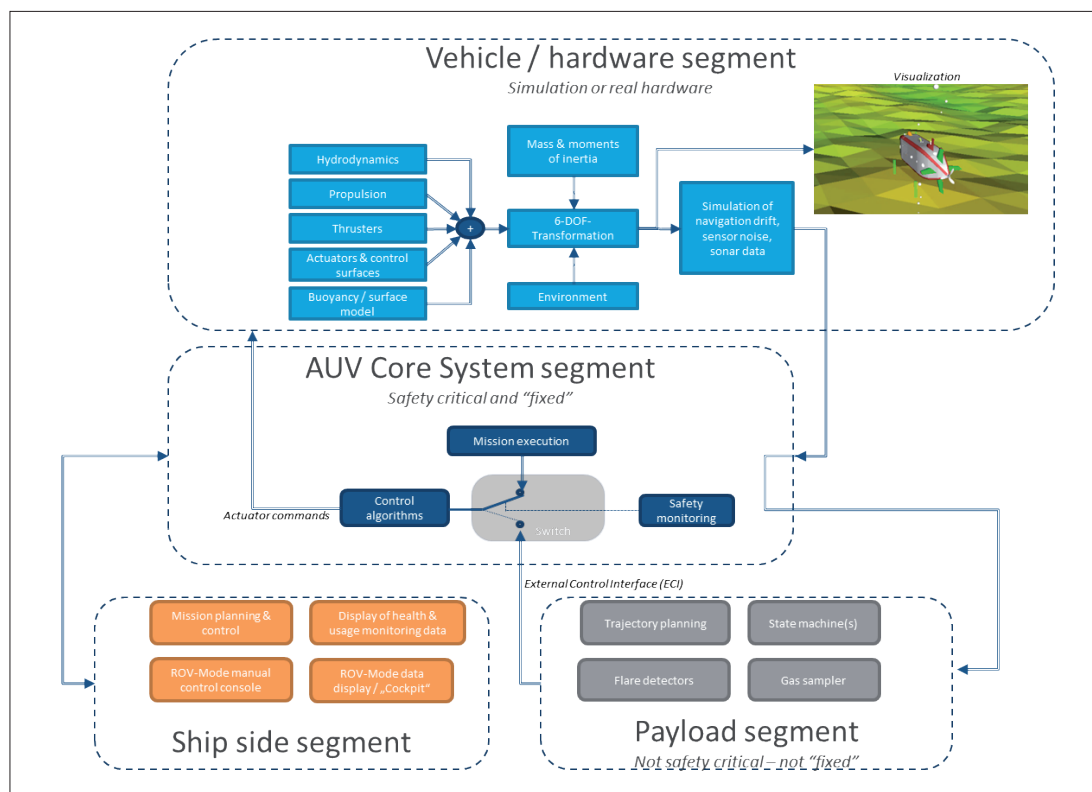 Vehicle / hardware segment
Simulation or real hardware
Visualization
Hydrodynamics
Propulsion
Thrusters
Actuators & control
surfaces
Buoyancy / surface
model
+
Mass & moments
of inertia
6-DOF-
Transformation
Environment
Simulation of
navigation drift,
sensor noise,
sonar data
AUV Core System segment
Safety critical and “fixed”
Mission execution
Control
algorithms
Switch
Safety
monitoring
Actuator commands
External Control Interface (ECI)
Mission planning &
control
Display of health &
usage monitoring data
ROV-Mode manual
control console
ROV-Mode data
display / „Cockpit“
Ship side segment
Trajectory planning
State machine(s)
Flare detectors
Gas sampler
Payload segment
Not safety critical – not “fixed”